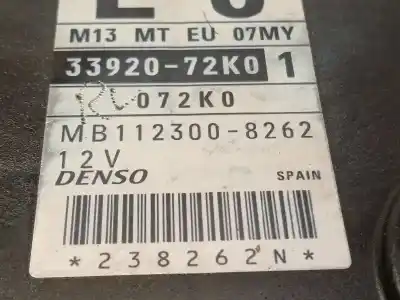 M13 MT EU 07MY
33920-72K0 1
072K0
MB112300-8262
12V
DENSO SPAIN
*238262N*